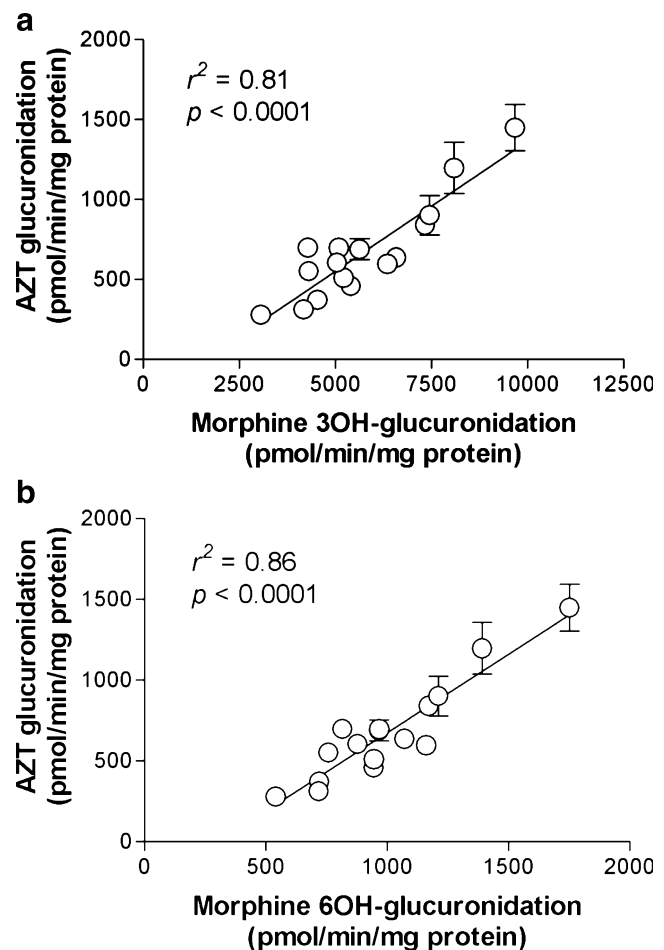 a
2000
1500
1000
500
0
r² = 0.81
p < 0.0001
AZT glucuronidation
(pmol/min/mg protein)
0 2500 5000 7500 10000 12500
Morphine 3OH-glucuronidation
(pmol/min/mg protein)
b
2000
1500
1000
500
0
r² = 0.86
p < 0.0001
AZT glucuronidation
(pmol/min/mg protein)
0 500 1000 1500 2000
Morphine 6OH-glucuronidation
(pmol/min/mg protein)